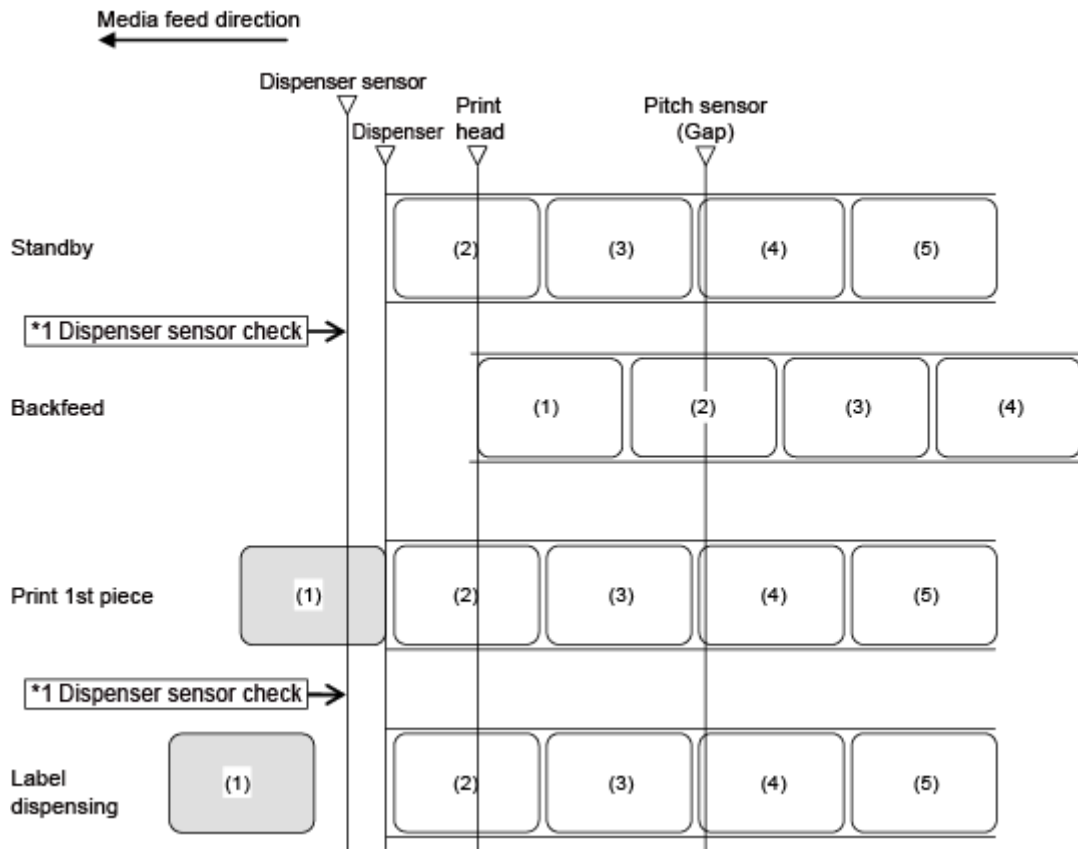 Media feed direction
Dispenser sensor
Dispenser
Print
head
Pitch sensor
(Gap)
Standby
(2)
(3)
(4)
(5)
*1 Dispenser sensor check
Backfeed
(1)
(2)
(3)
(4)
Print 1st piece
(1)
(2)
(3)
(4)
(5)
*1 Dispenser sensor check
Label
dispensing
(1)
(2)
(3)
(4)
(5)